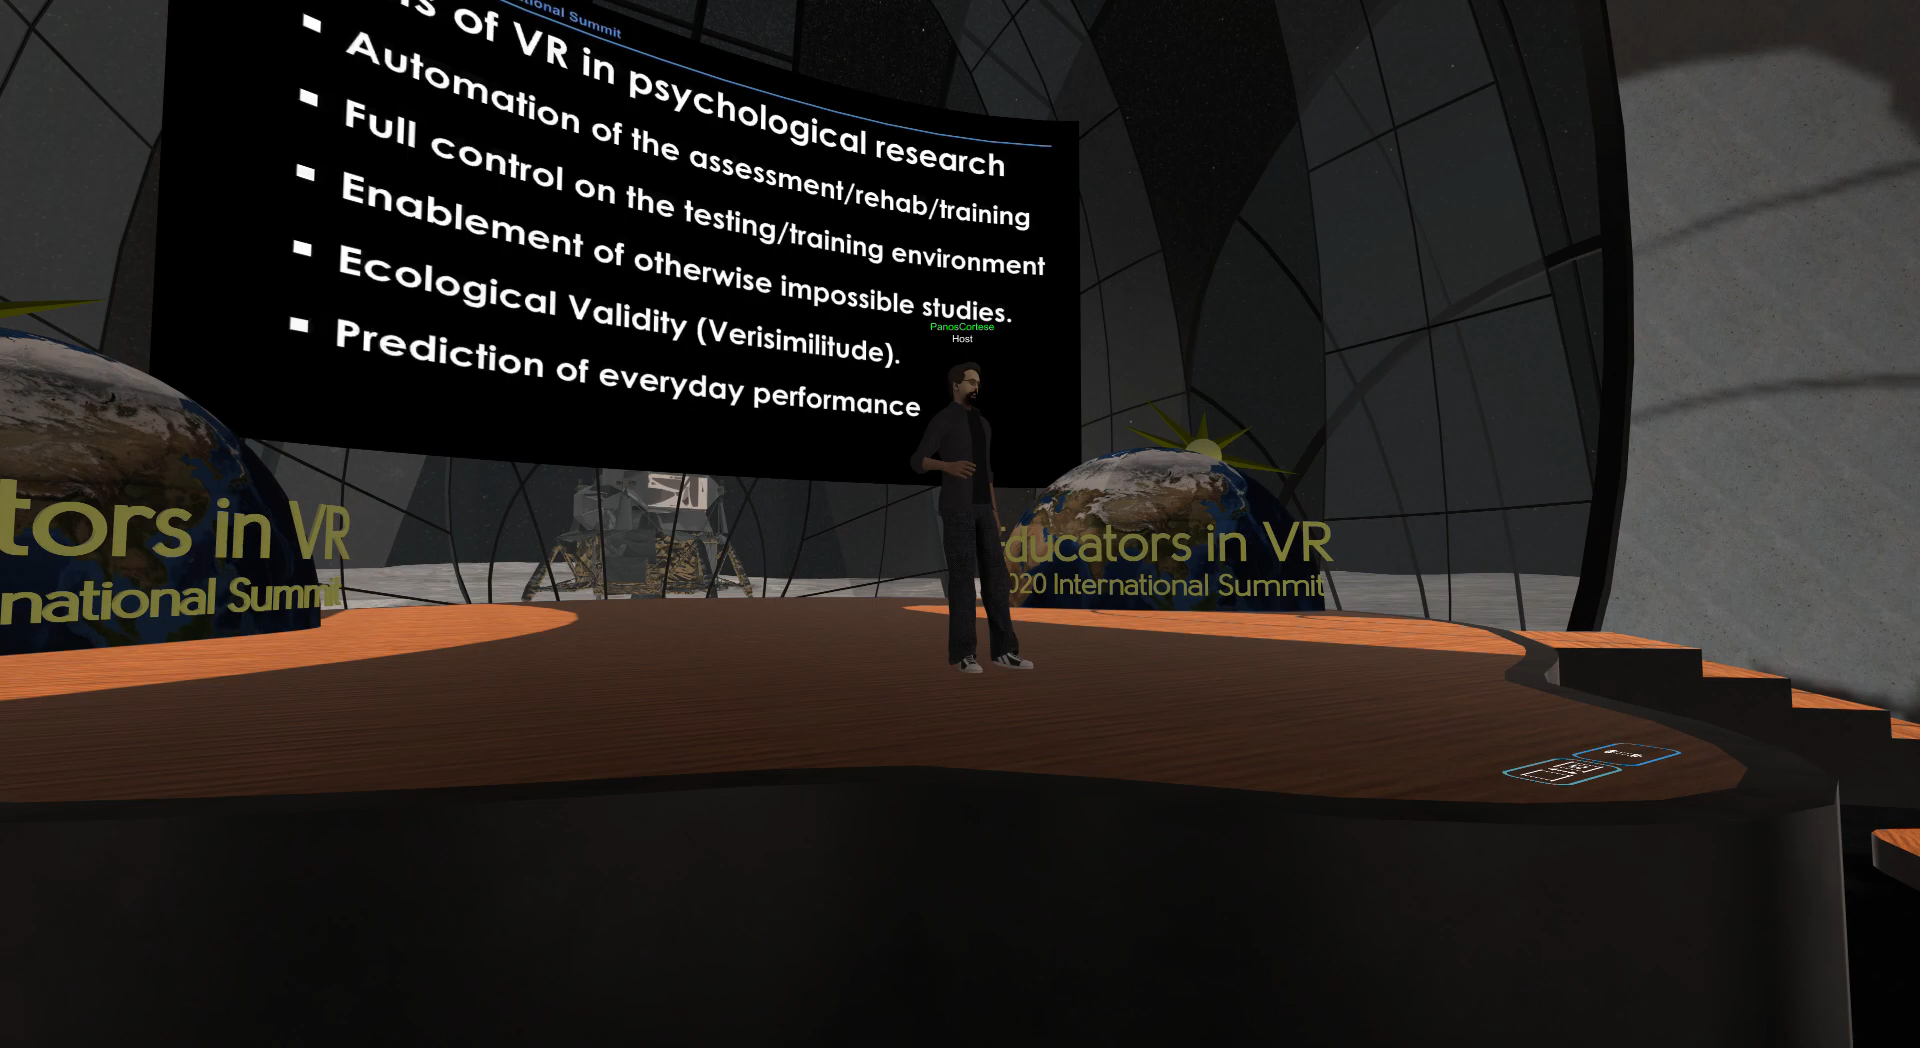 ional Summit
s of VR in psychological research
Automation of the assessment/rehab/training
Full control on the testing/training environment
Enablement of otherwise impossible studies.
Ecological Validity (Verisimilitude).
Prediction of everyday performance
PanosCortese
Host
tors in VR
national Summit
Educators in VR
020 International Summit